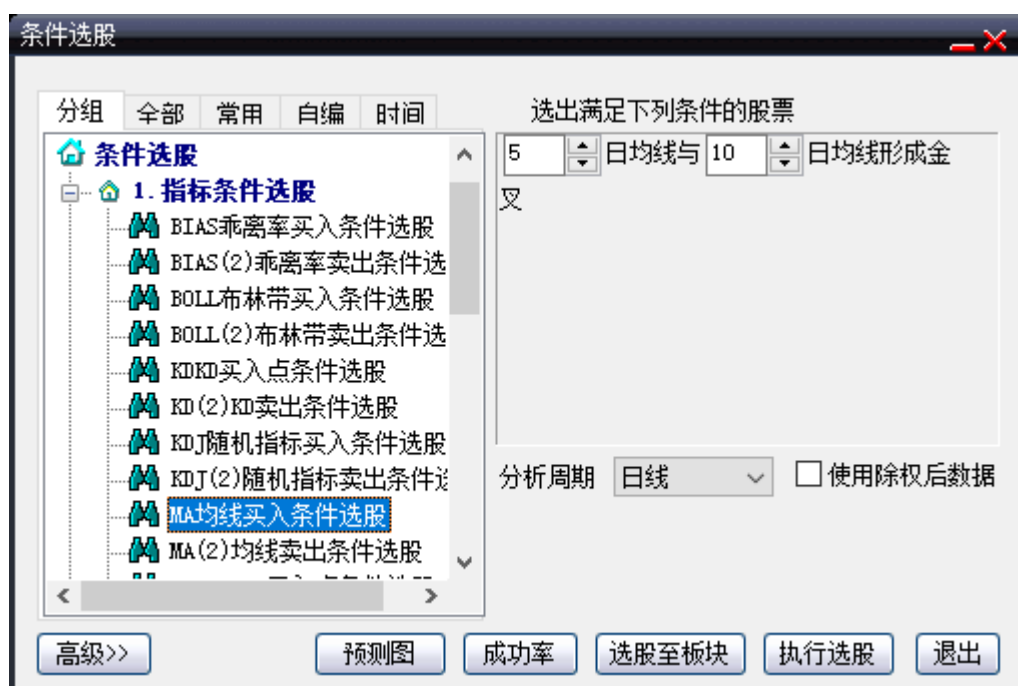 条件选股
分组 全部 常用 自编 时间
选出满足下列条件的股票
条件选股
1.指标条件选股
BIAS乖离率买入条件选股
BIAS(2)乖离率卖出条件选
BOLL布林带买入条件选股
BOLL(2)布林带卖出条件选
KDKD买入点条件选股
KD(2)KD卖出条件选股
KDJ随机指标买入条件选股
KDJ(2)随机指标卖出条件
MA均线买入条件选股
MA(2)均线卖出条件选股
5 日均线与 10 日均线形成金
叉
分析周期 日线 使用除权后数据
高级>> 预测图 成功率 选股至板块 执行选股 退出